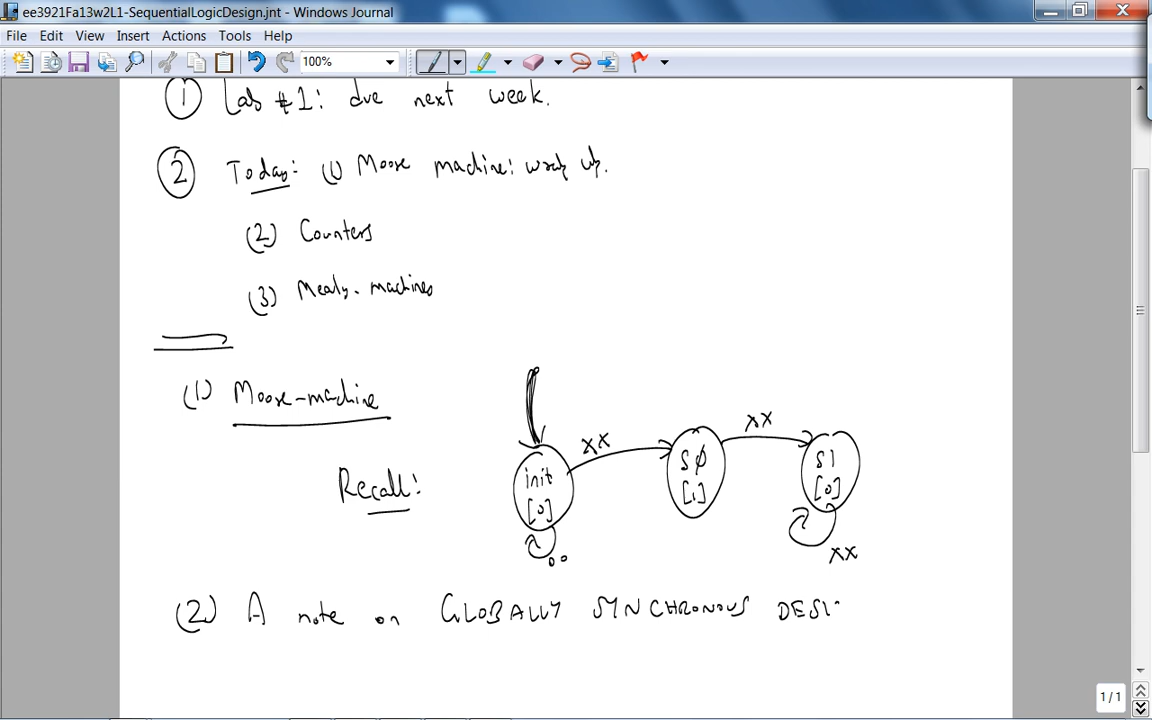 ee3921Fa13w2L1-SequentialLogicDesign.jnt - Windows Journal
File Edit View Insert Actions Tools Help
100%
① Lab #1: due next week.
② Today: (1) Moore machine: wrap up.
(2) Counters
(3) Mealy-machines
(1) Moore-machine
Recall:
xx
xx
init
[0]
SØ
[1]
S1
[0]
00
xx
(2) A note on GLOBALLY SYNCHRONOUS DESI
1/1